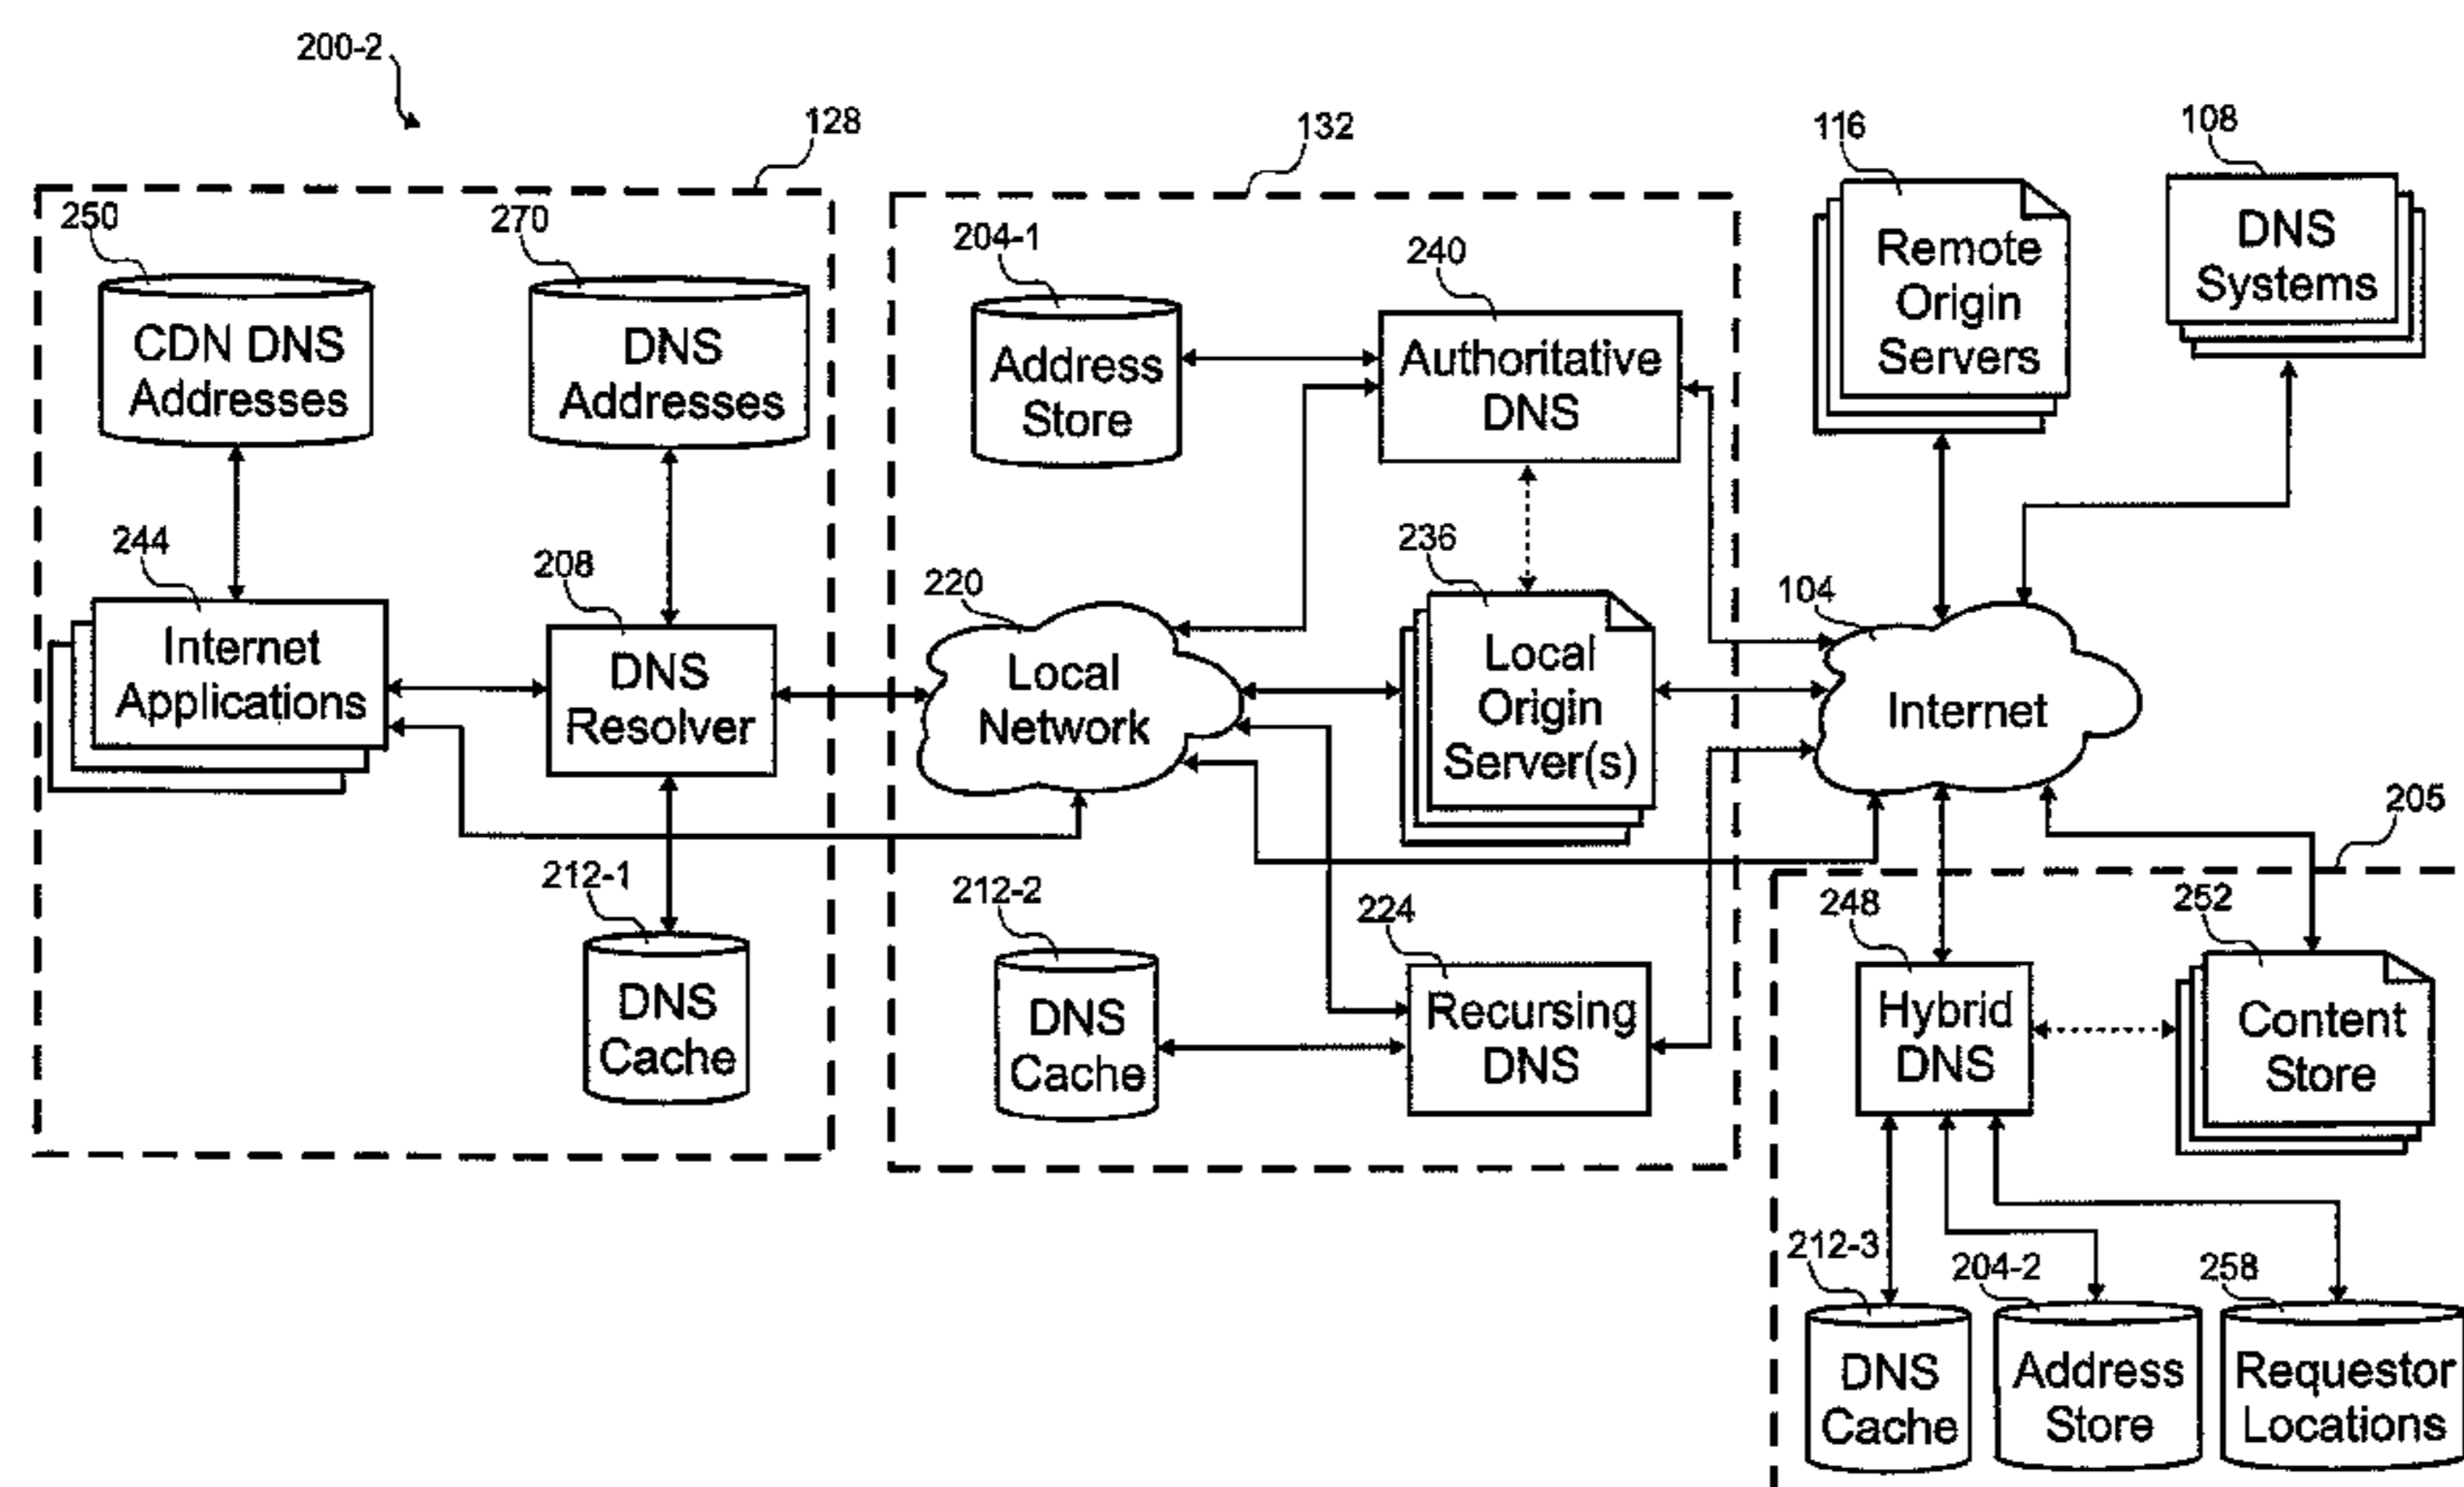 200-2
128
132
116
108
250
CDN DNS
Addresses
270
DNS
Addresses
204-1
Address
Store
240
Authoritative
DNS
Remote
Origin
Servers
DNS
Systems
244
Internet
Applications
208
DNS
Resolver
220
Local
Network
236
Local
Origin
Server(s)
104
Internet
205
212-1
DNS
Cache
212-2
DNS
Cache
224
Recursing
DNS
248
Hybrid
DNS
252
Content
Store
212-3
DNS
Cache
204-2
Address
Store
258
Requestor
Locations